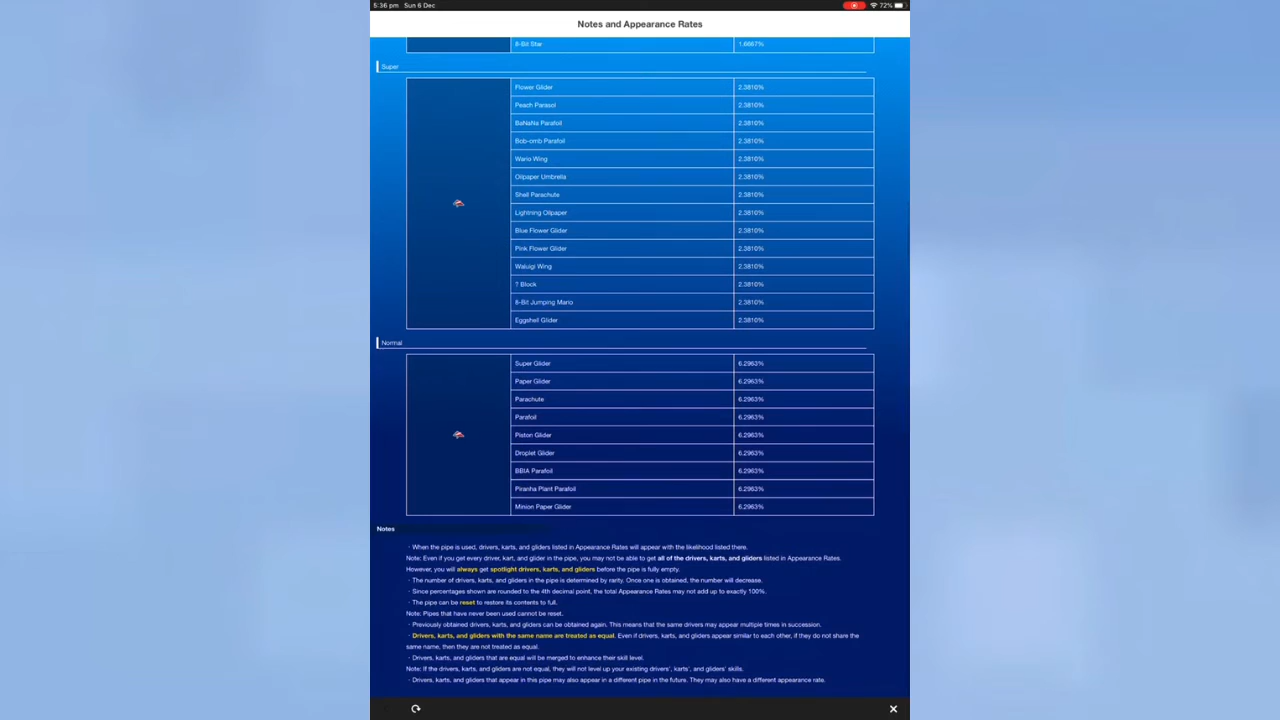 5:36 pm Sun 6 Dec 72%
Notes and Appearance Rates
8-Bit Star 1.6667%
Super
Flower Glider 2.3810%
Peach Parasol 2.3810%
BaNaNa Parafoil 2.3810%
Bob-omb Parafoil 2.3810%
Wario Wing 2.3810%
Oilpaper Umbrella 2.3810%
Shell Parachute 2.3810%
Lightning Oilpaper 2.3810%
Blue Flower Glider 2.3810%
Pink Flower Glider 2.3810%
Waluigi Wing 2.3810%
? Block 2.3810%
8-Bit Jumping Mario 2.3810%
Eggshell Glider 2.3810%
Normal
Super Glider 6.2963%
Paper Glider 6.2963%
Parachute 6.2963%
Parafoil 6.2963%
Piston Glider 6.2963%
Droplet Glider 6.2963%
BBIA Parafoil 6.2963%
Piranha Plant Parafoil 6.2963%
Minion Paper Glider 6.2963%
Notes
・When the pipe is used, drivers, karts, and gliders listed in Appearance Rates will appear with the likelihood listed there.
Note: Even if you get every driver, kart, and glider in the pipe, you may not be able to get all of the drivers, karts, and gliders listed in Appearance Rates.
However, you will always get spotlight drivers, karts, and gliders before the pipe is fully empty.
・The number of drivers, karts, and gliders in the pipe is determined by rarity. Once one is obtained, the number will decrease.
・Since percentages shown are rounded to the 4th decimal point, the total Appearance Rates may not add up to exactly 100%.
・The pipe can be reset to restore its contents to full.
Note: Pipes that have never been used cannot be reset.
・Previously obtained drivers, karts, and gliders can be obtained again. This means that the same drivers may appear multiple times in succession.
・Drivers, karts, and gliders with the same name are treated as equal. Even if drivers, karts, and gliders appear similar to each other, if they do not share the
same name, then they are not treated as equal.
・Drivers, karts, and gliders that are equal will be merged to enhance their skill level.
Note: If the drivers, karts, and gliders are not equal, they will not level up your existing drivers', karts', and gliders' skills.
・Drivers, karts, and gliders that appear in this pipe may also appear in a different pipe in the future. They may also have a different appearance rate.